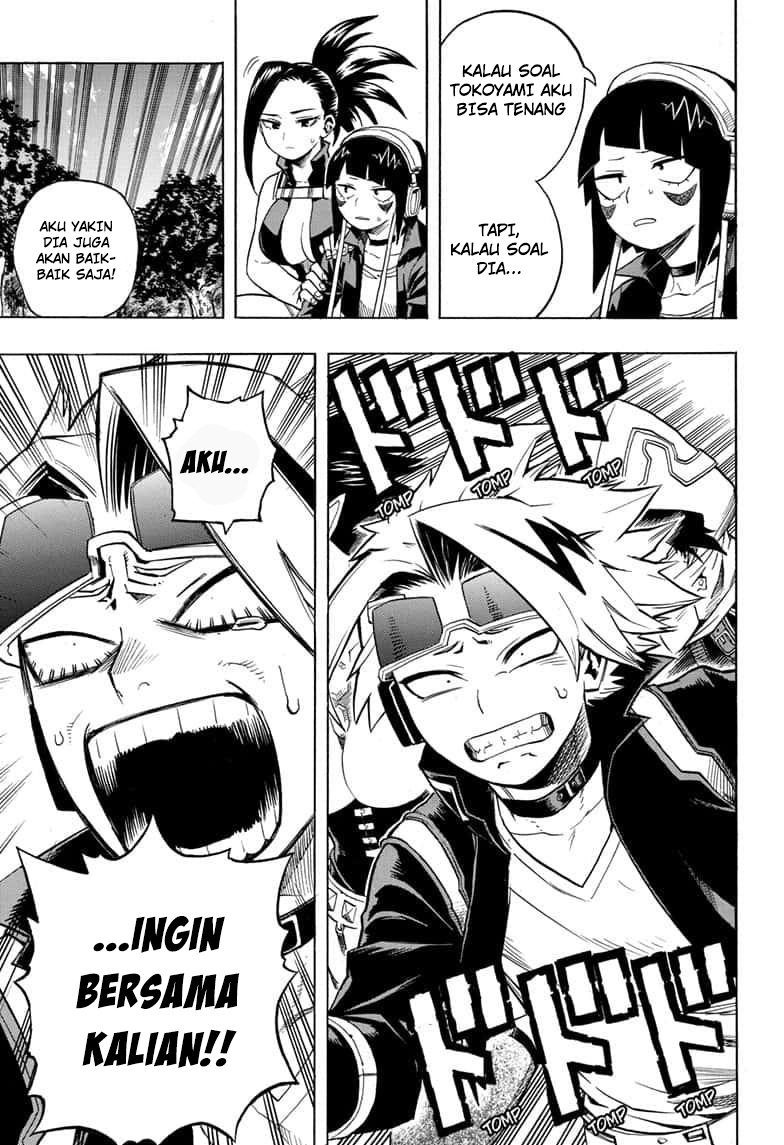 KALAU SOAL
TOKOYAMI AKU
BISA TENANG
TAPI,
KALAU SOAL
DIA...
AKU YAKIN
DIA JUGA
AKAN BAIK-
BAIK SAJA!
ドドド
TOMP TOMP TOMP
ドドド
TOMP TOMP TOMP
AKU...
...INGIN
BERSAMA
KALIAN!!